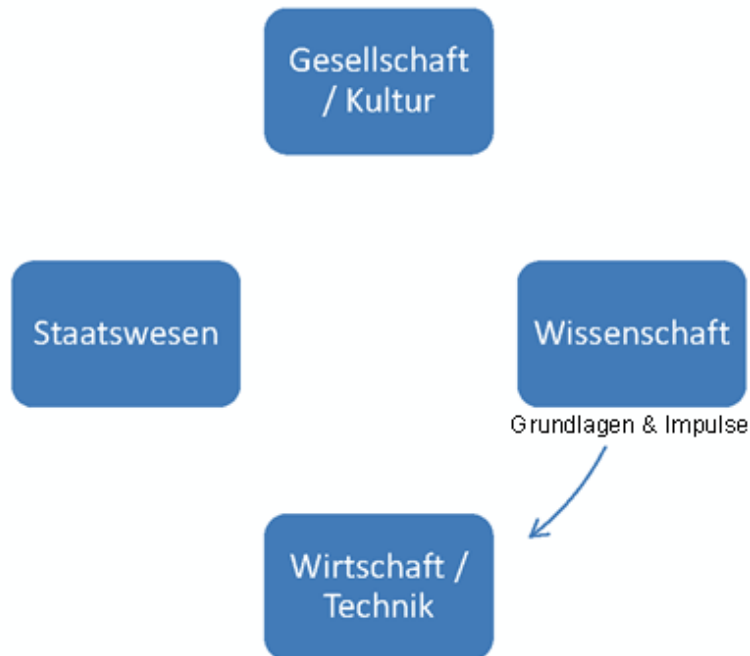 Gesellschaft
/ Kultur
Staatswesen
Wissenschaft
Grundlagen & Impulse
Wirtschaft /
Technik